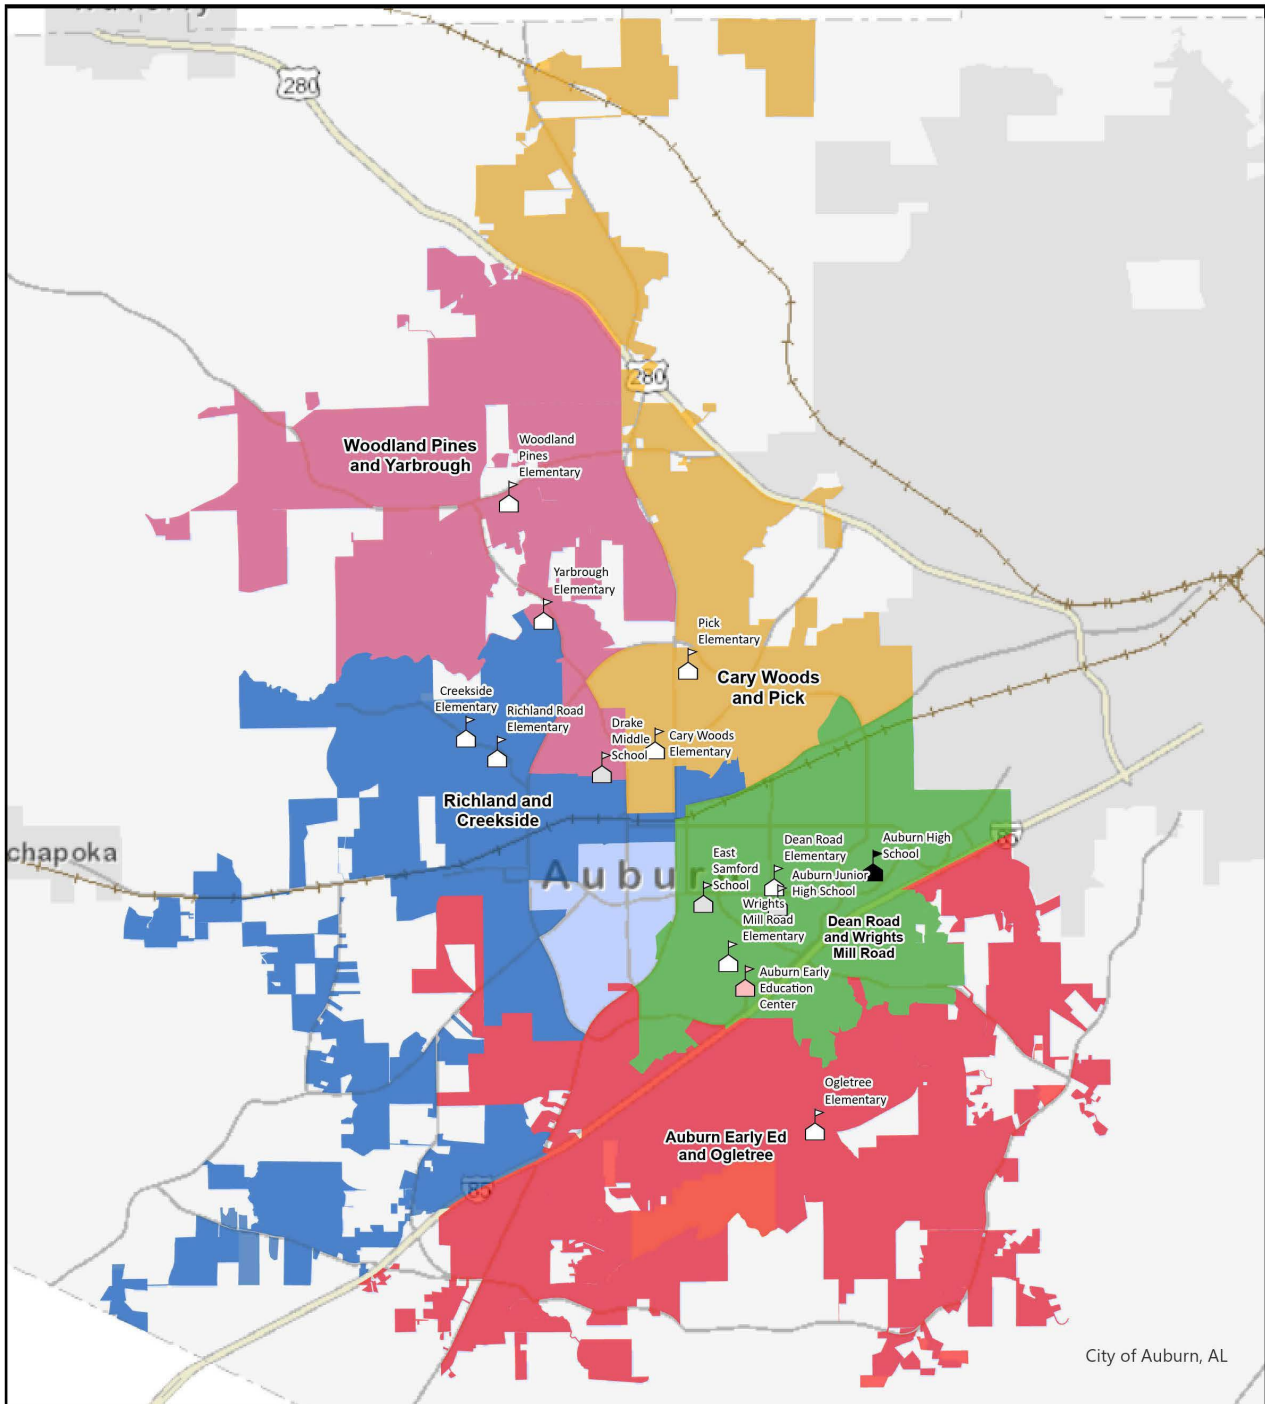 280
280
Woodland Pines
and Yarbrough
Woodland
Pines
Elementary
Yarbrough
Elementary
Pick
Elementary
Cary Woods
and Pick
Creekside
Elementary
Richland Road
Elementary
Drake
Middle
School
Cary Woods
Elementary
Richland and
Creekside
chapoka
Auburn
85
Dean Road
Elementary
Auburn High
School
East
Samford
School
Auburn Junior
High School
Wrights
Mill Road
Elementary
Dean Road
and Wrights
Mill Road
Auburn Early
Education
Center
Ogletree
Elementary
Auburn Early Ed
and Ogletree
85
City of Auburn, AL